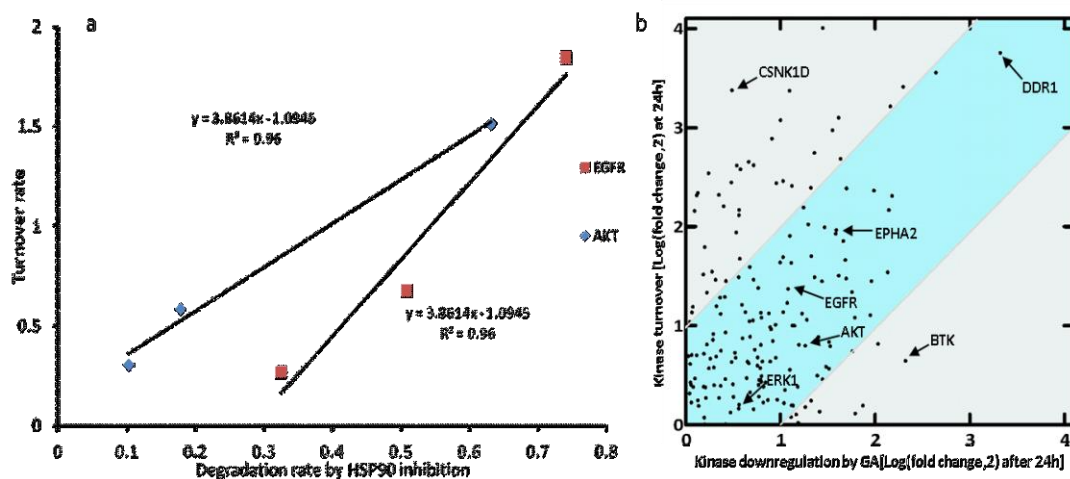 a
2
1.5
1
0.5
0
Turnover rate
y = 3.8614x - 1.0945
R² = 0.96
y = 3.8614x - 1.0945
R² = 0.96
EGFR
AKT
0 0.1 0.2 0.3 0.4 0.5 0.6 0.7 0.8
Degradation rate by HSP90 inhibition
b
4
3
2
1
0
Kinase turnover [Log(fold change,2) at 24h]
CSNK1D
DDR1
EPHA2
EGFR
AKT
BTK
ERK1
0 1 2 3 4
Kinase downregulation by GA[Log(fold change,2) after 24h]